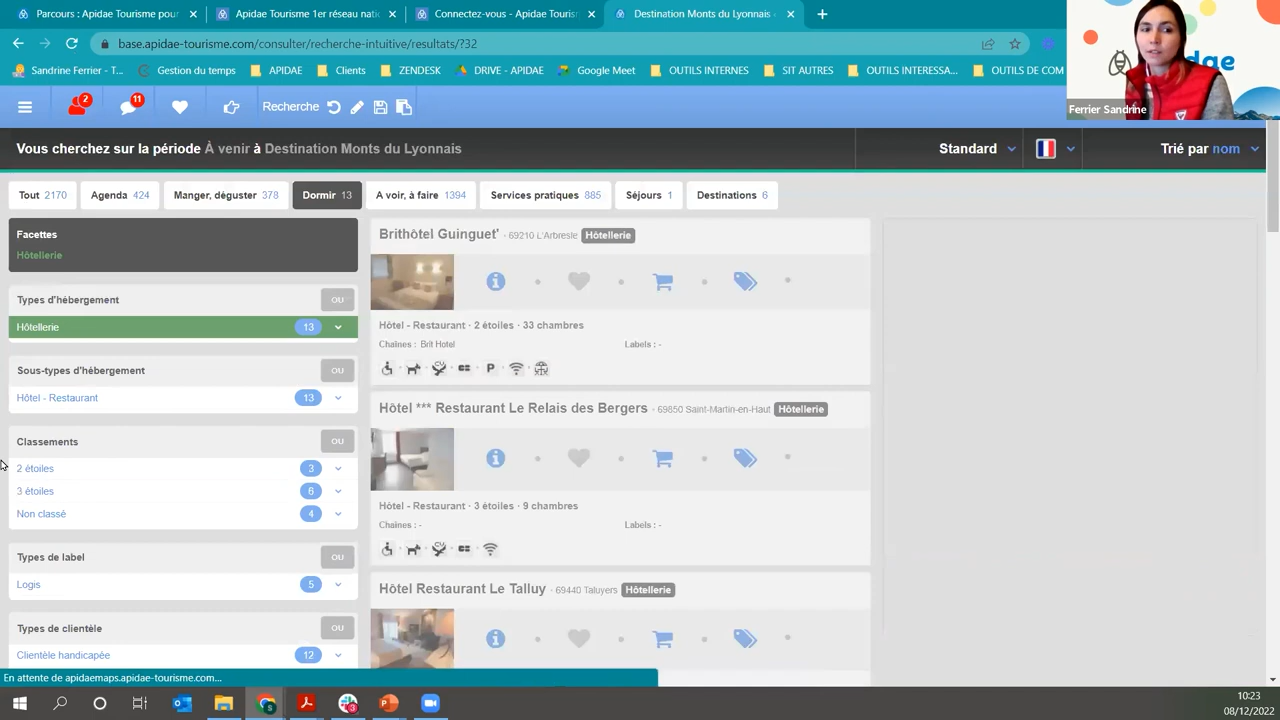 Parcours : Apidae Tourisme pour
Apidae Tourisme 1er réseau nati
Connectez-vous - Apidae Touris
Destination Monts du Lyonnais
base.apidae-tourisme.com/consulter/recherche-intuitive/resultats/?32
Sandrine Ferrier - T...
Gestion du temps
APIDAE
Clients
ZENDESK
DRIVE - APIDAE
Google Meet
OUTILS INTERNES
SIT AUTRES
OUTILS INTERESSA...
OUTILS DE COM
Ferrier Sandrine
2
11
Recherche
Vous cherchez sur la période À venir à Destination Monts du Lyonnais
Standard
Trié par nom
Tout 2170
Agenda 424
Manger, déguster 378
Dormir 13
A voir, à faire 1394
Services pratiques 885
Séjours 1
Destinations 6
Facettes
Hôtellerie
Types d'hébergement OU
Hôtellerie 13
Sous-types d'hébergement OU
Hôtel - Restaurant 13
Classements OU
2 étoiles 3
3 étoiles 6
Non classé 4
Types de label OU
Logis 5
Types de clientèle OU
Clientèle handicapée 12
Brithôtel Guinguet' - 69210 L'Arbresle Hôtellerie
Hôtel - Restaurant · 2 étoiles · 33 chambres
Chaînes : Brit Hotel Labels : -
Hôtel *** Restaurant Le Relais des Bergers - 69850 Saint-Martin-en-Haut Hôtellerie
Hôtel - Restaurant · 3 étoiles · 9 chambres
Chaînes : - Labels : -
Hôtel Restaurant Le Talluy - 69440 Taluyers Hôtellerie
En attente de apidaemaps.apidae-tourisme.com...
10:23
08/12/2022